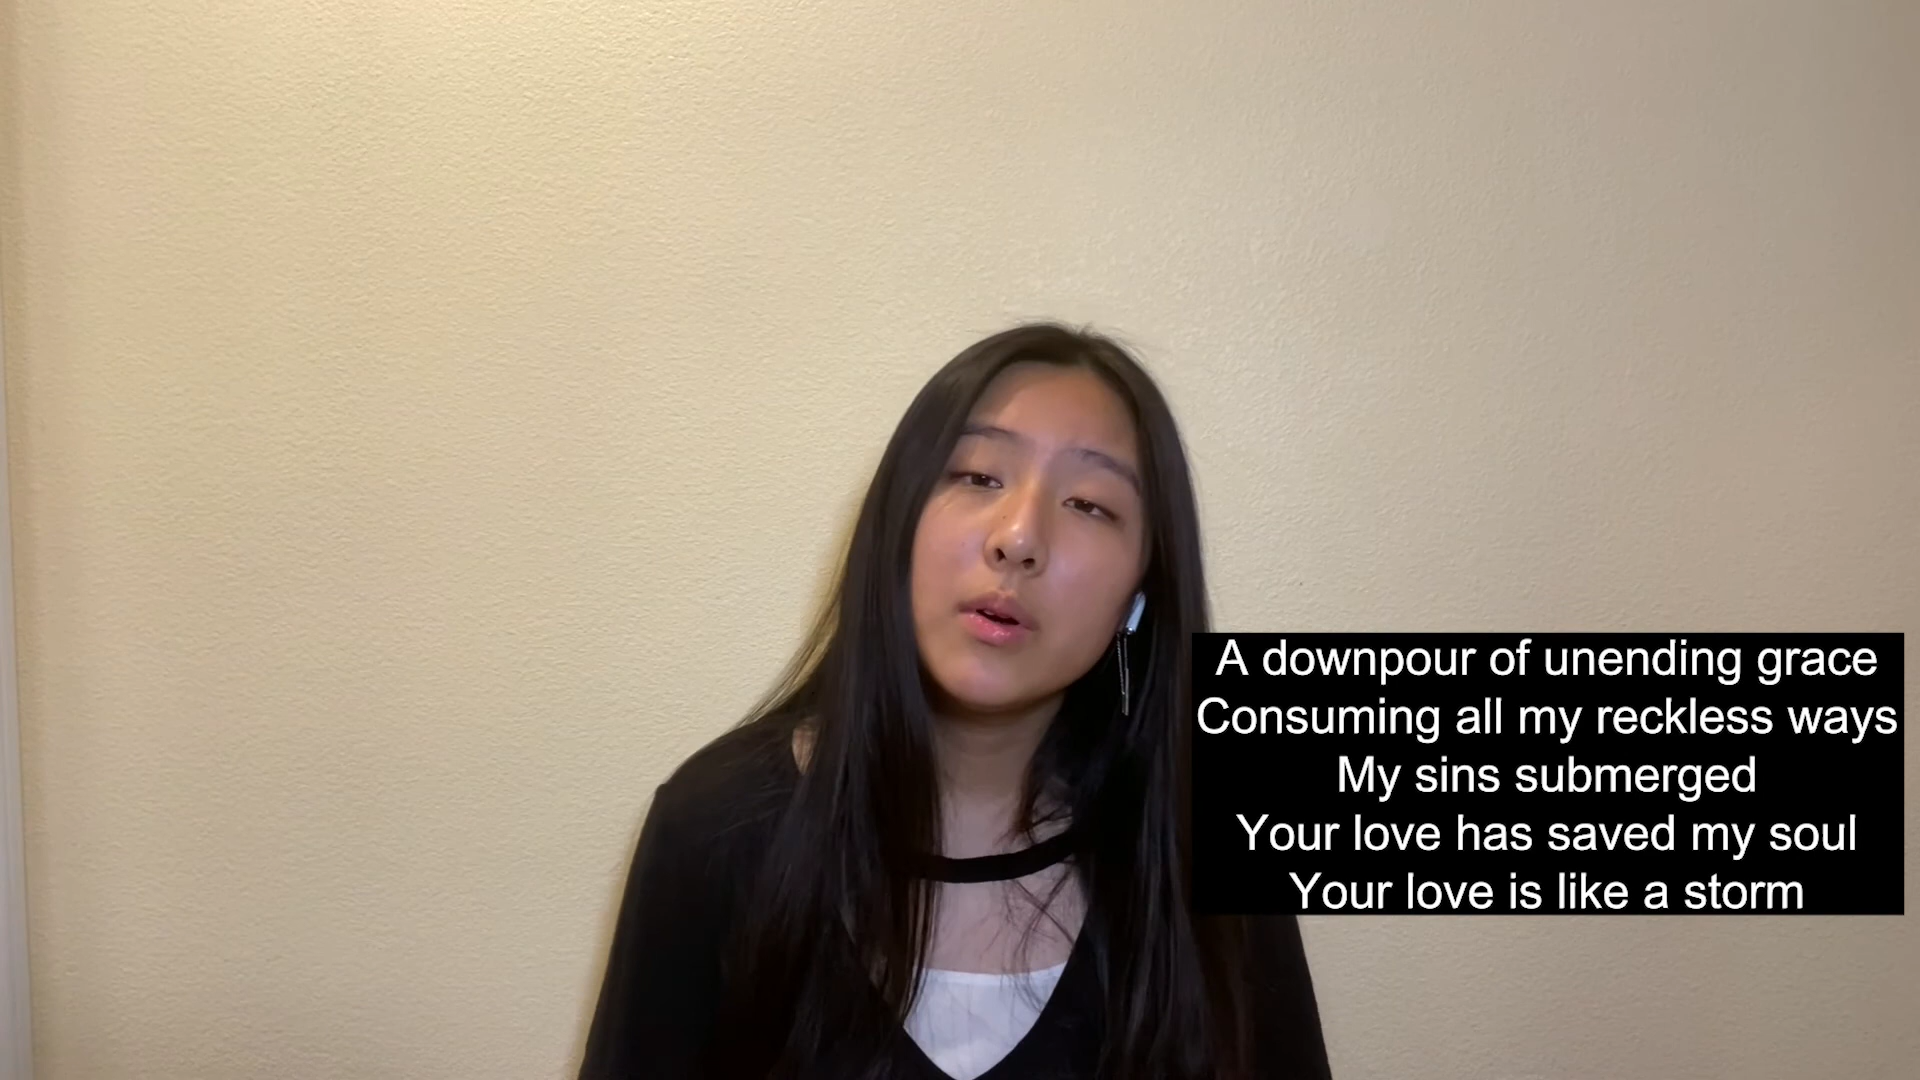 A downpour of unending grace
Consuming all my reckless ways
My sins submerged
Your love has saved my soul
Your love is like a storm